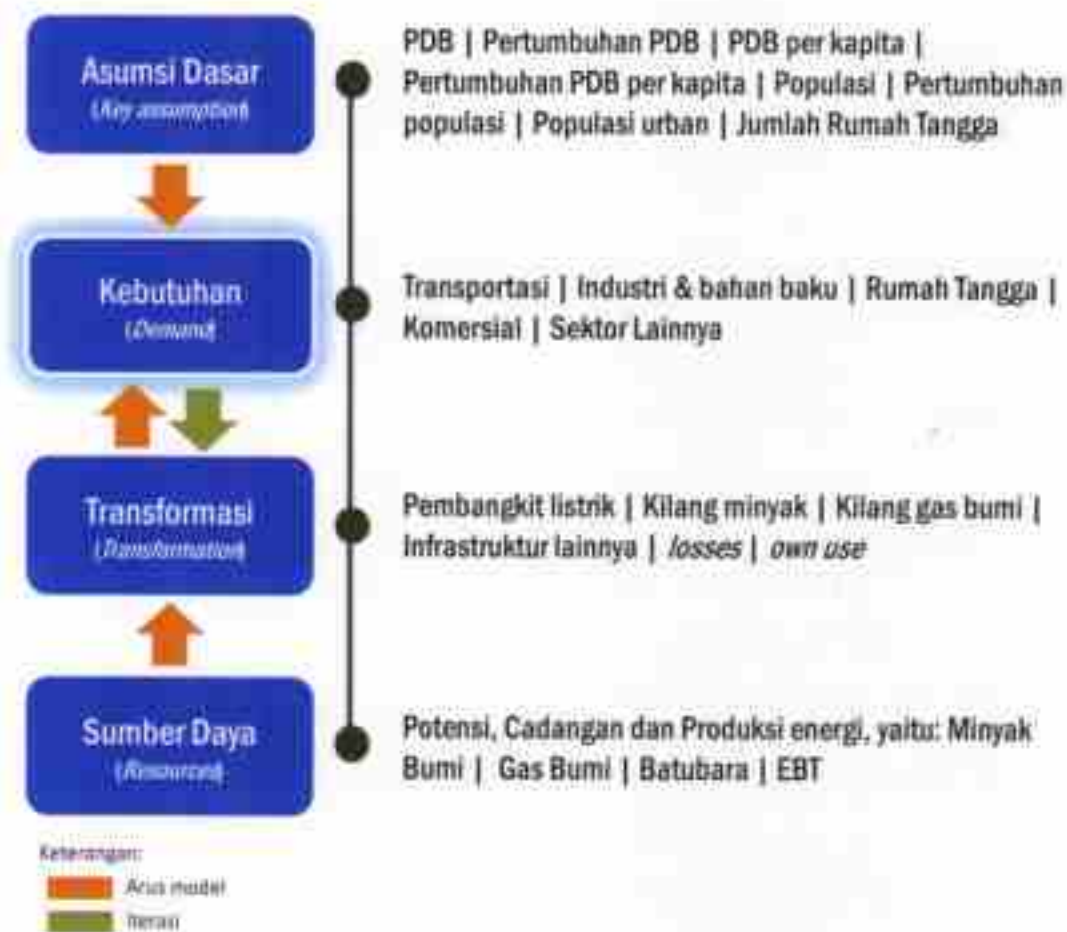 Asumsi Dasar
(Key assumption)
PDB | Pertumbuhan PDB | PDB per kapita |
Pertumbuhan PDB per kapita | Populasi | Pertumbuhan
populasi | Populasi urban | Jumlah Rumah Tangga
Kebutuhan
(Demand)
Transportasi | Industri & bahan baku | Rumah Tangga |
Komersial | Sektor Lainnya
Transformasi
(Transformation)
Pembangkit listrik | Kilang minyak | Kilang gas bumi |
Infrastruktur lainnya | losses | own use
Sumber Daya
(Resources)
Potensi, Cadangan dan Produksi energi, yaitu: Minyak
Bumi | Gas Bumi | Batubara | EBT
Keterangan:
Arus model
Iterasi